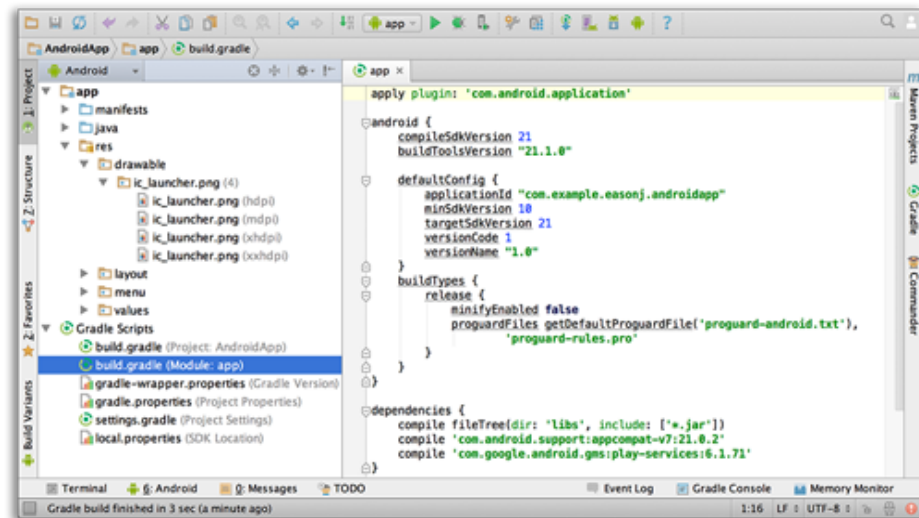 app
AndroidApp app build.gradle
1: Project
Z: Structure
2: Favorites
Build Variants
Android
app
manifests
java
res
drawable
ic_launcher.png (4)
ic_launcher.png (hdpi)
ic_launcher.png (mdpi)
ic_launcher.png (xhdpi)
ic_launcher.png (xxhdpi)
layout
menu
values
Gradle Scripts
build.gradle (Project: AndroidApp)
build.gradle (Module: app)
gradle-wrapper.properties (Gradle Version)
gradle.properties (Project Properties)
settings.gradle (Project Settings)
local.properties (SDK Location)
app ×
apply plugin: 'com.android.application'
android {
compileSdkVersion 21
buildToolsVersion "21.1.0"
defaultConfig {
applicationId "com.example.easonj.androidapp"
minSdkVersion 10
targetSdkVersion 21
versionCode 1
versionName "1.0"
}
buildTypes {
release {
minifyEnabled false
proguardFiles getDefaultProguardFile('proguard-android.txt'),
'proguard-rules.pro'
}
}
}
dependencies {
compile fileTree(dir: 'libs', include: ['*.jar'])
compile 'com.android.support:appcompat-v7:21.0.2'
compile 'com.google.android.gms:play-services:6.1.71'
}
Maven Projects
Gradle
Commander
Terminal 6: Android 0: Messages TODO Event Log Gradle Console Memory Monitor
Gradle build finished in 3 sec (a minute ago) 1:16 LF UTF-8